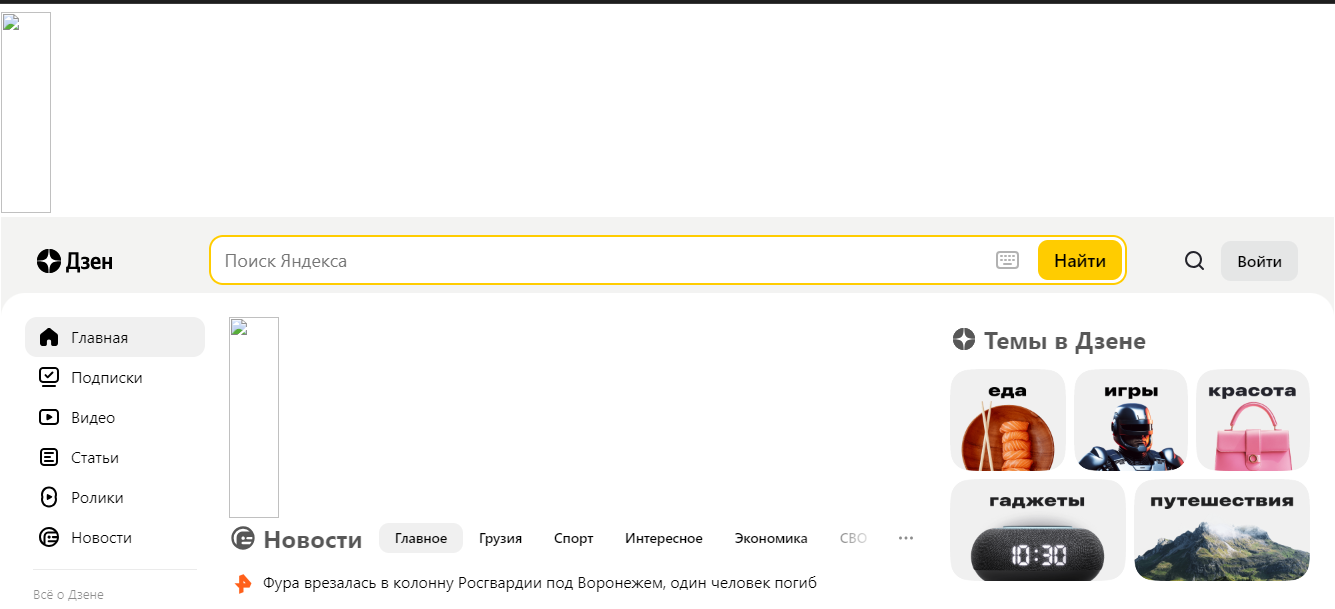 Дзен
Поиск Яндекса
Найти
Войти
Главная
Подписки
Видео
Статьи
Ролики
Новости
Всё о Дзене
Новости Главное Грузия Спорт Интересное Экономика СВО
Фура врезалась в колонну Росгвардии под Воронежем, один человек погиб
Темы в Дзене
еда игры красота
гаджеты путешествия
10:30